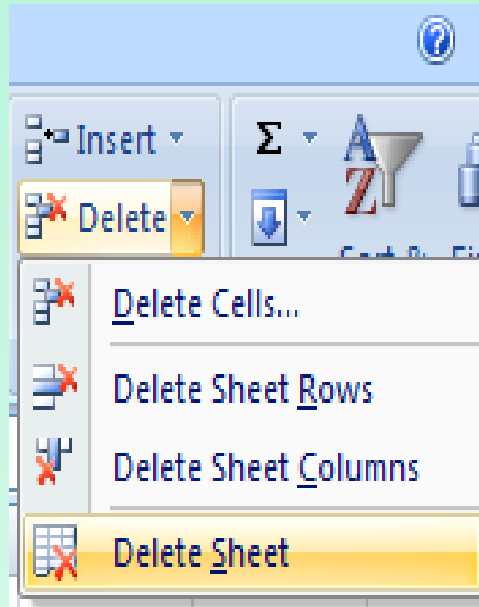 ?
Insert
Σ
A
Z
Delete
Delete Cells...
Delete Sheet Rows
Delete Sheet Columns
Delete Sheet